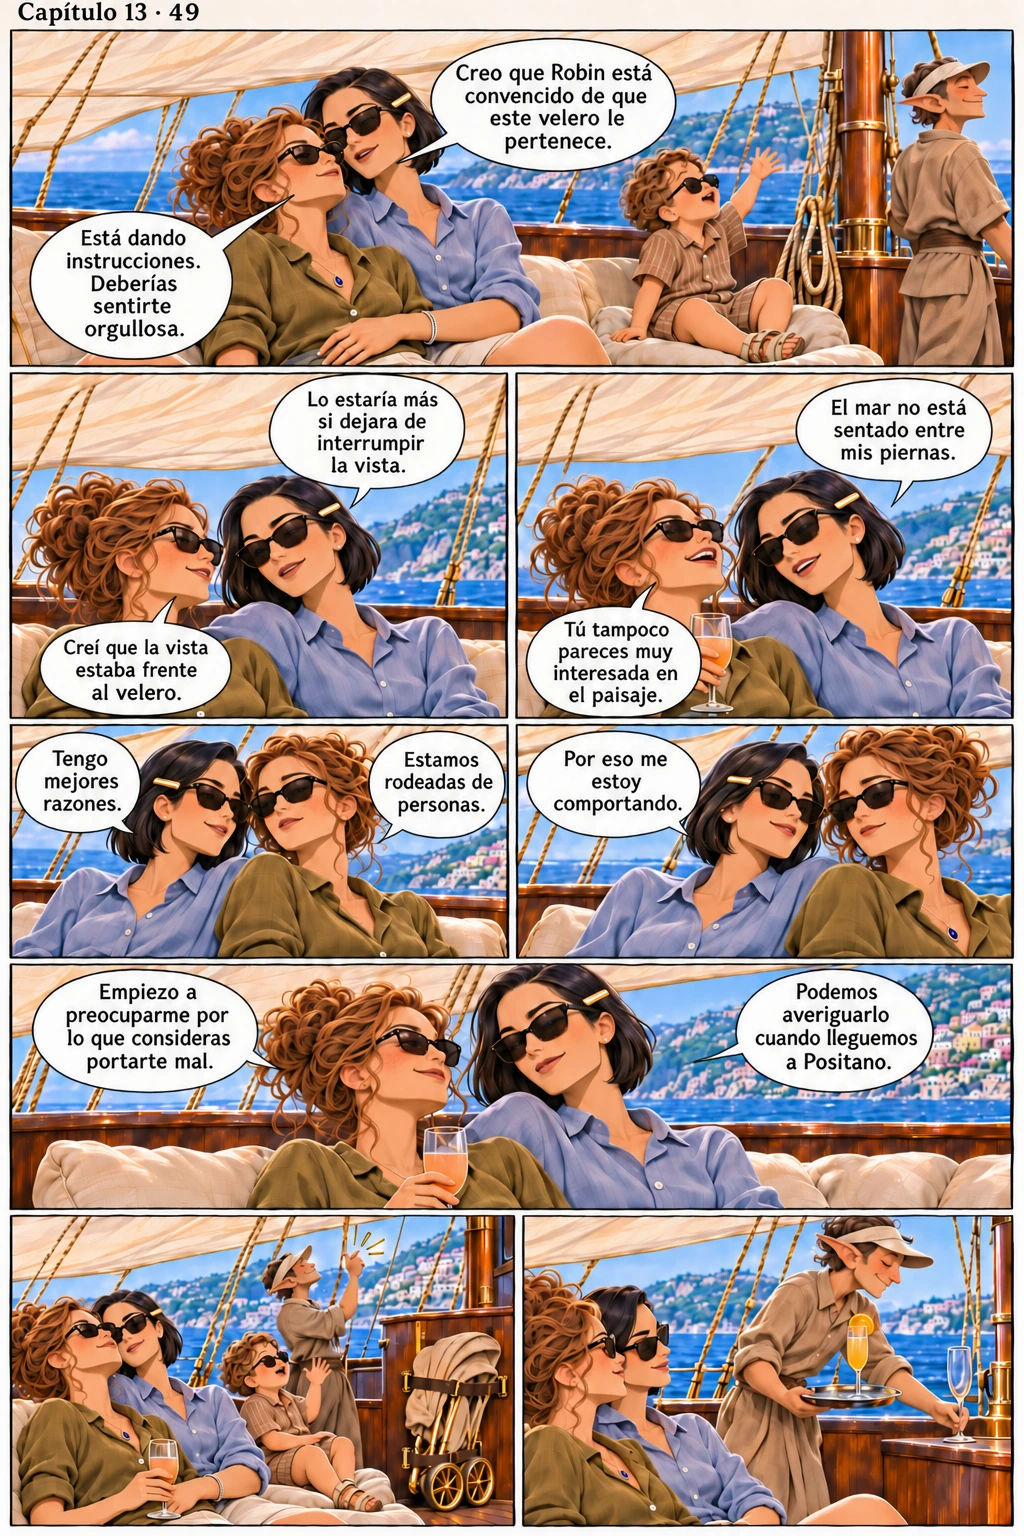 Capítulo 13 · 49
Creo que Robin está
convencido de que
este velero le
pertenece.
Está dando
instrucciones.
Deberías
sentirte
orgullosa.
Lo estaría más
si dejara de
interrumpir
la vista.
Creí que la vista
estaba frente
al velero.
El mar no está
sentado entre
mis piernas.
Tú tampoco
pareces muy
interesada en
el paisaje.
Tengo
mejores
razones.
Estamos
rodeadas de
personas.
Por eso me
estoy
comportando.
Empiezo a
preocuparme por
lo que consideras
portarte mal.
Podemos
averiguarlo
cuando lleguemos
a Positano.